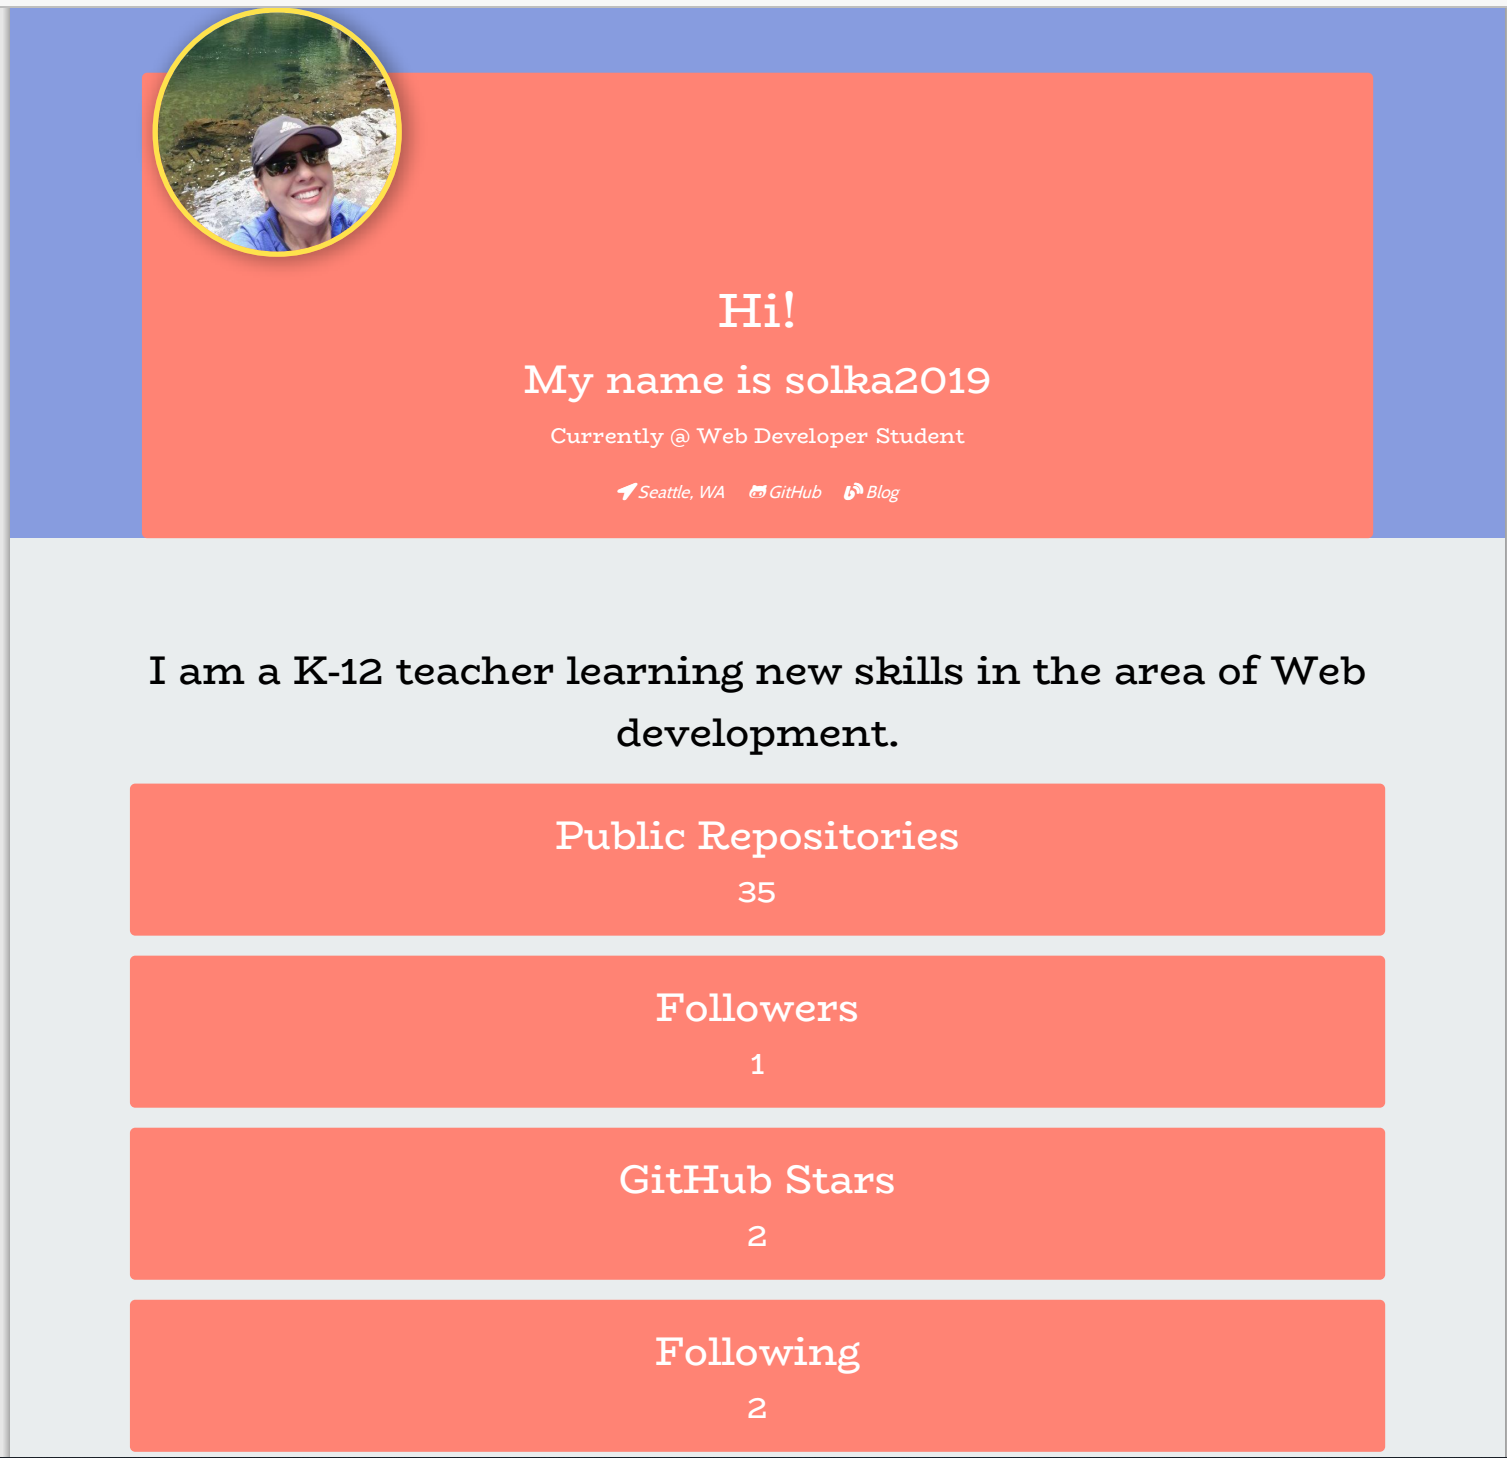 Hi!
My name is solka2019
Currently @ Web Developer Student
Seattle, WA GitHub Blog
I am a K-12 teacher learning new skills in the area of Web
development.
Public Repositories
35
Followers
1
GitHub Stars
2
Following
2